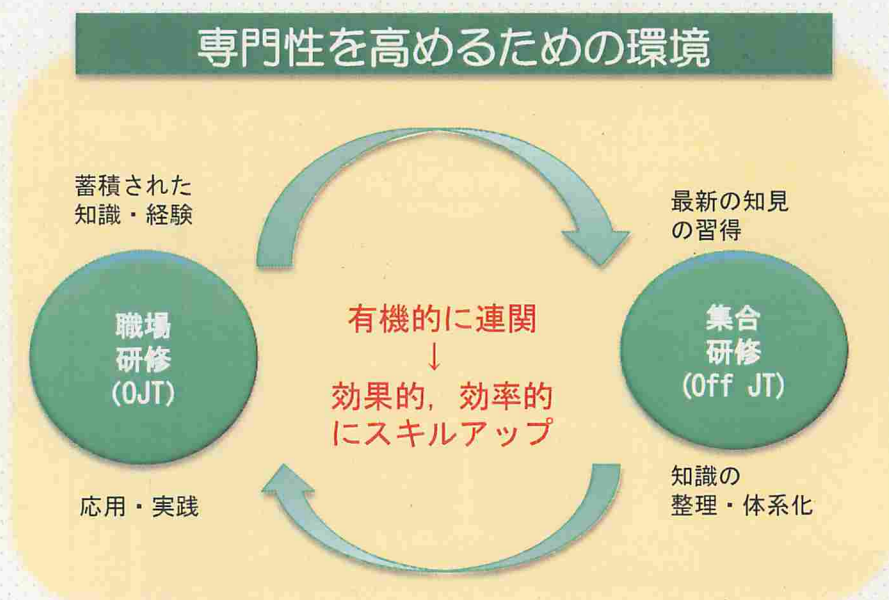 専門性を高めるための環境
蓄積された
知識・経験
最新の知見
の習得
職場
研修
(OJT)
有機的に連関
↓
効果的，効率的
にスキルアップ
集合
研修
(Off JT)
応用・実践
知識の
整理・体系化